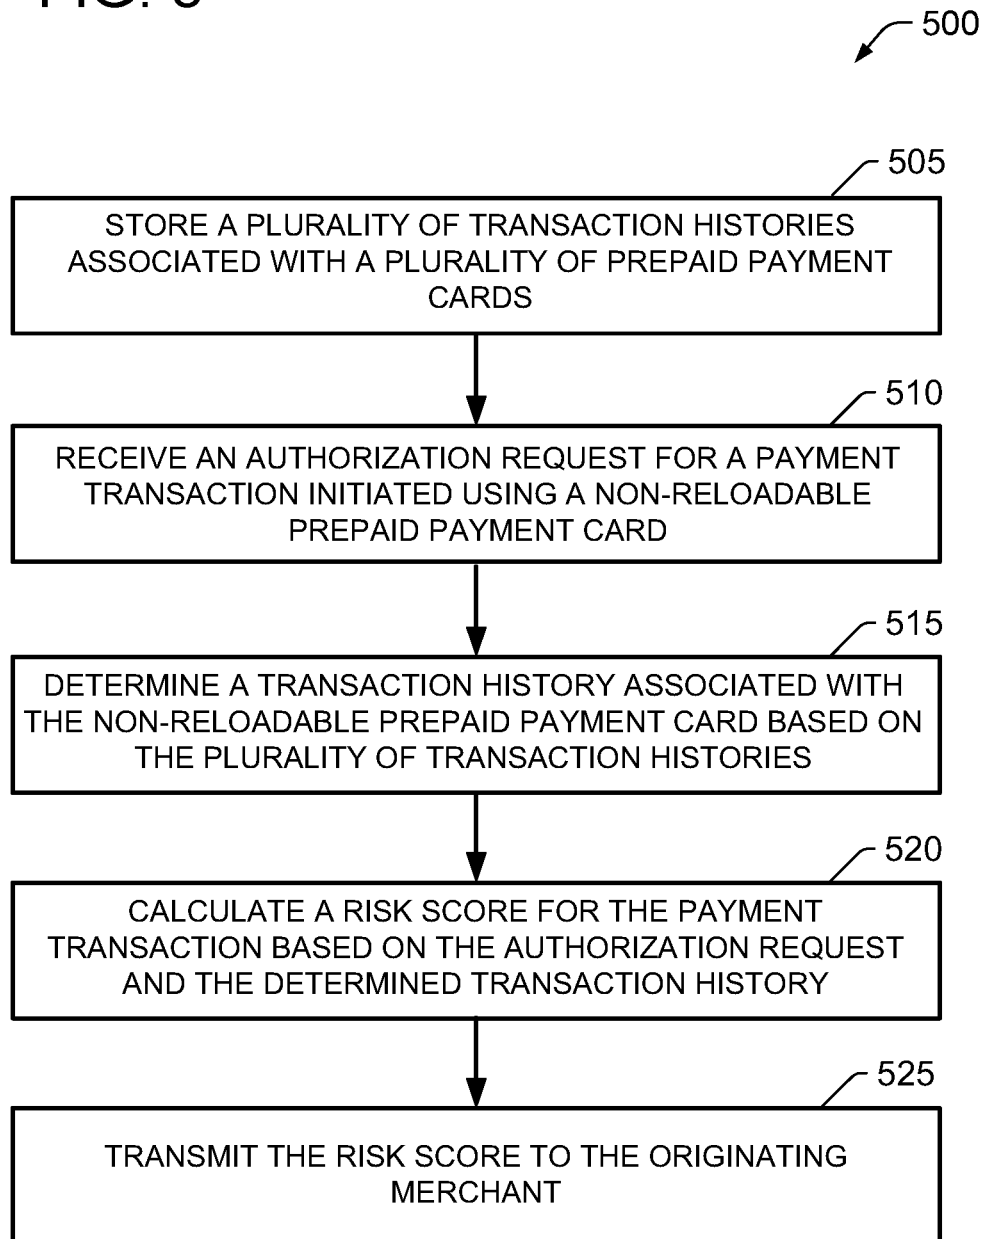 500
505
STORE A PLURALITY OF TRANSACTION HISTORIES
ASSOCIATED WITH A PLURALITY OF PREPAID PAYMENT
CARDS
510
RECEIVE AN AUTHORIZATION REQUEST FOR A PAYMENT
TRANSACTION INITIATED USING A NON-RELOADABLE
PREPAID PAYMENT CARD
515
DETERMINE A TRANSACTION HISTORY ASSOCIATED WITH
THE NON-RELOADABLE PREPAID PAYMENT CARD BASED ON
THE PLURALITY OF TRANSACTION HISTORIES
520
CALCULATE A RISK SCORE FOR THE PAYMENT
TRANSACTION BASED ON THE AUTHORIZATION REQUEST
AND THE DETERMINED TRANSACTION HISTORY
525
TRANSMIT THE RISK SCORE TO THE ORIGINATING
MERCHANT